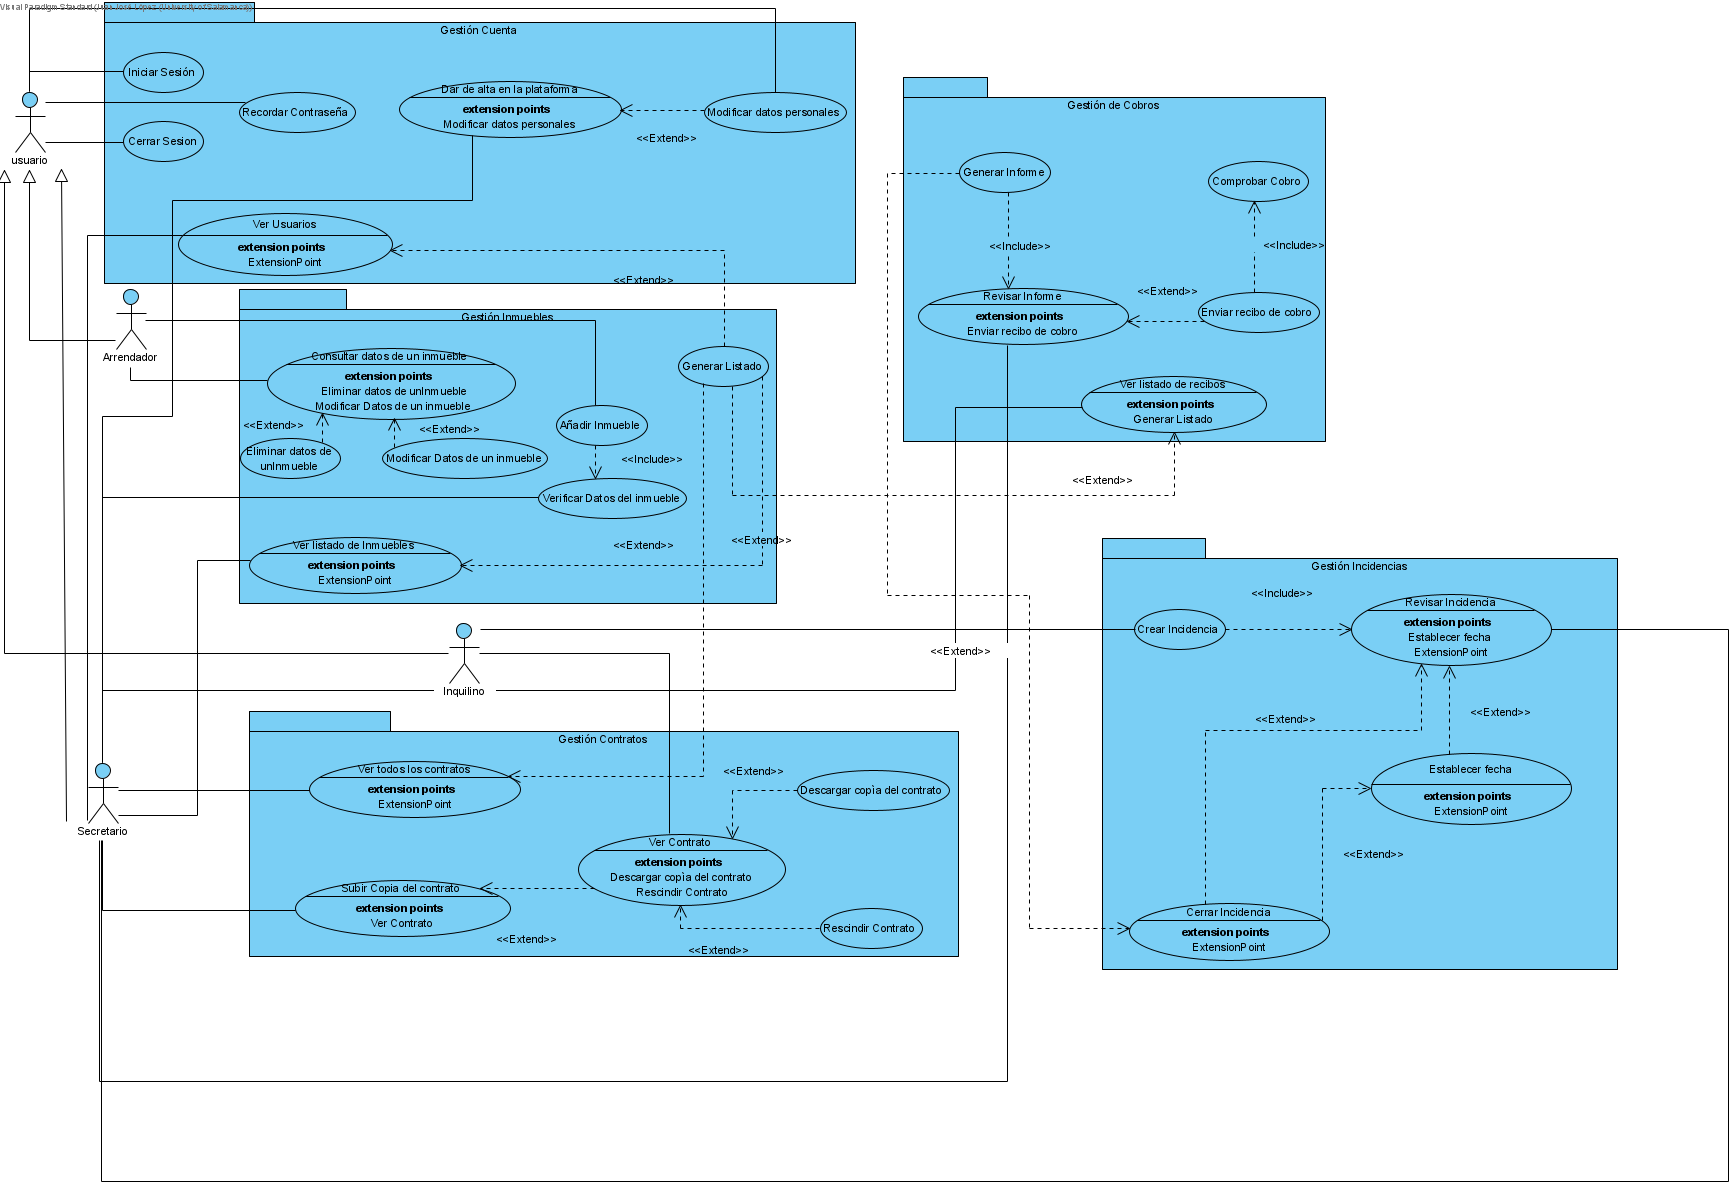 Visual Paradigm Standard (Juan José López (University of Salamanca))
Gestión Cuenta
Iniciar Sesión
Recordar Contraseña
Cerrar Sesion
usuario
Dar de alta en la plataforma
extension points
Modificar datos personales
Modificar datos personales
<<Extend>>
Ver Usuarios
extension points
ExtensionPoint
<<Extend>>
Gestión de Cobros
Generar Informe
Comprobar Cobro
<<Include>>
<<Include>>
Revisar Informe
extension points
Enviar recibo de cobro
<<Extend>>
Enviar recibo de cobro
Ver listado de recibos
extension points
Generar Listado
<<Extend>>
Arrendador
Gestión Inmuebles
Consultar datos de un inmueble
extension points
Eliminar datos de unInmueble
Modificar Datos de un inmueble
Generar Listado
<<Extend>>
<<Extend>>
Añadir Inmueble
Eliminar datos de
unInmueble
Modificar Datos de un inmueble
<<Include>>
Verificar Datos del inmueble
Ver listado de Inmuebles
extension points
ExtensionPoint
<<Extend>>
<<Extend>>
Inquilino
<<Extend>>
Gestión Incidencias
<<Include>>
Crear Incidencia
Revisar Incidencia
extension points
Establecer fecha
ExtensionPoint
<<Extend>>
<<Extend>>
Establecer fecha
extension points
ExtensionPoint
<<Extend>>
Cerrar Incidencia
extension points
ExtensionPoint
Secretario
Gestión Contratos
Ver todos los contratos
extension points
ExtensionPoint
<<Extend>>
Descargar copìa del contrato
Ver Contrato
extension points
Descargar copìa del contrato
Rescindir Contrato
Subir Copia del contrato
extension points
Ver Contrato
<<Extend>>
Rescindir Contrato
<<Extend>>